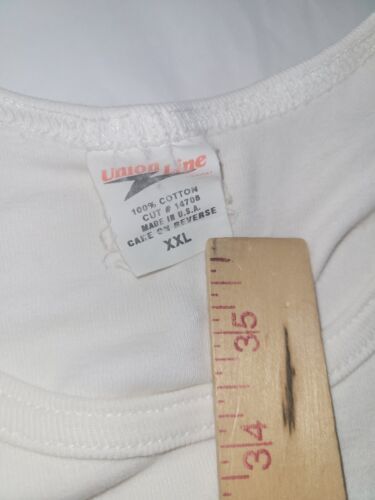 Union Line
100% COTTON
CUT # 14708
MADE IN U.S.A.
CARE ON REVERSE
XXL
35
34